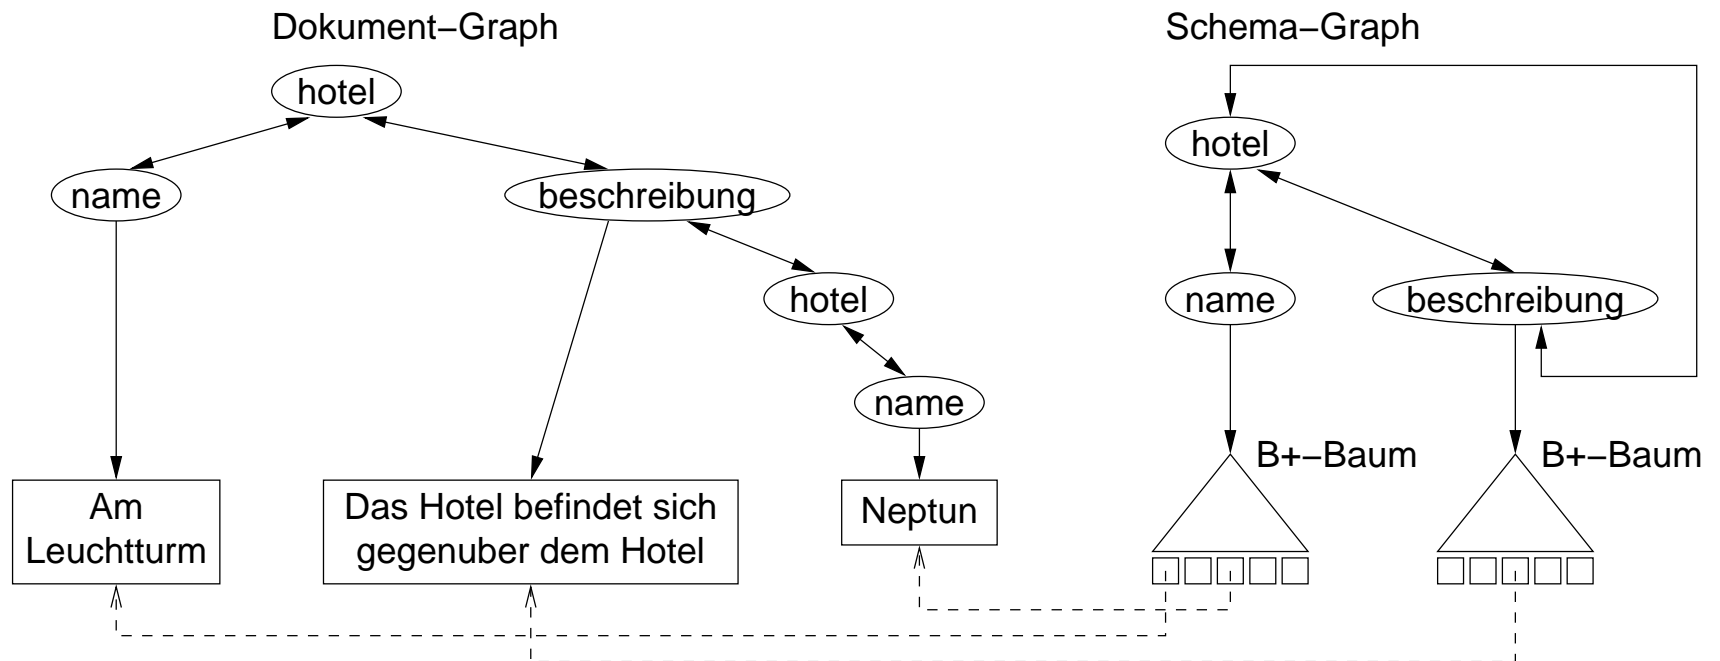 Dokument–Graph
Schema–Graph
hotel
hotel
name
beschreibung
hotel
name
beschreibung
name
B+–Baum
B+–Baum
Am
Leuchtturm
Das Hotel befindet sich
gegenuber dem Hotel
Neptun